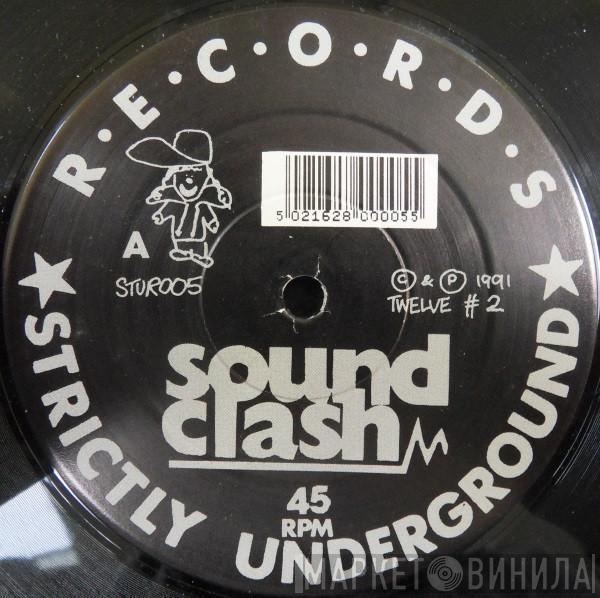 R·E·C·O·R·D·S
5 021628 000055
A
STUR005
© & ℗ 1991
TWELVE # 2
sound
clash
45
RPM
★ STRICTLY UNDERGROUND ★
МАРКЕТ ВИНИЛА